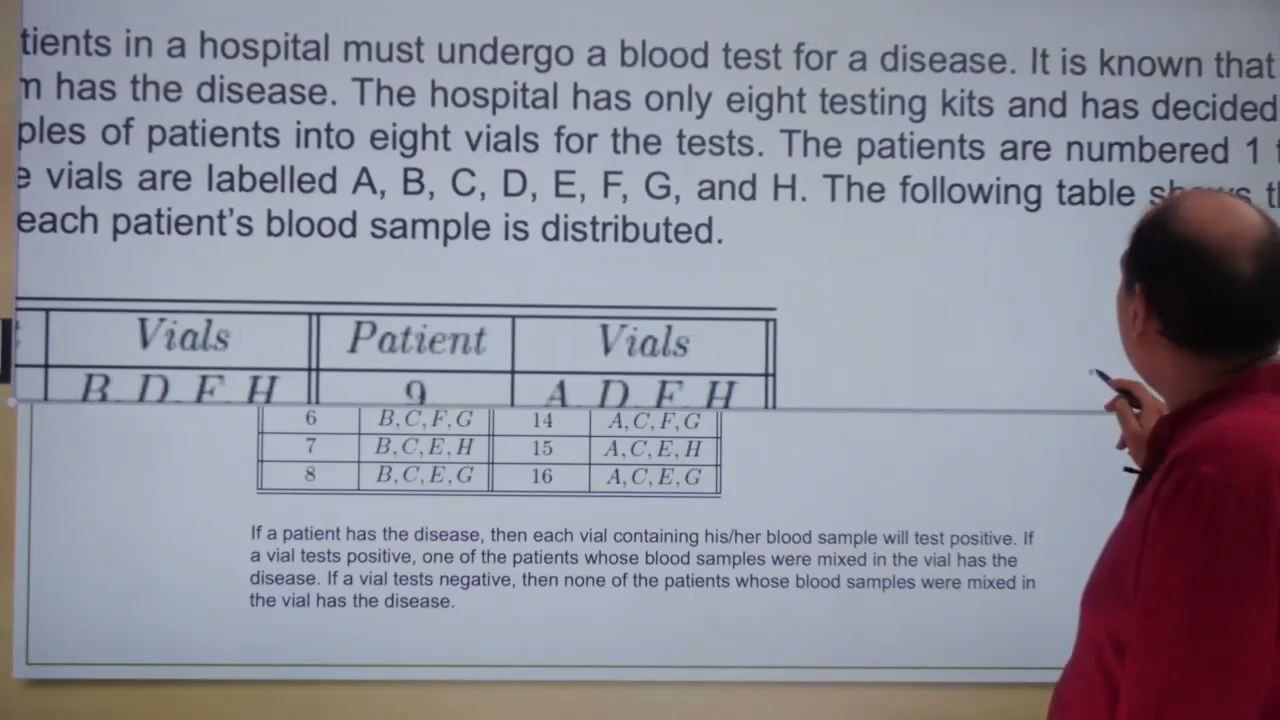 tients in a hospital must undergo a blood test for a disease. It is known that
has the disease. The hospital has only eight testing kits and has decided
ples of patients into eight vials for the tests. The patients are numbered 1
vials are labelled A, B, C, D, E, F, G, and H. The following table
each patient's blood sample is distributed.
Vials Patient Vials
B, D, F, H 9 A, D, F, H
6 B, C, F, G 14 A, C, F, G
7 B, C, E, H 15 A, C, E, H
8 B, C, E, G 16 A, C, E, G
If a patient has the disease, then each vial containing his/her blood sample will test positive. If
a vial tests positive, one of the patients whose blood samples were mixed in the vial has the
disease. If a vial tests negative, then none of the patients whose blood samples were mixed in
the vial has the disease.